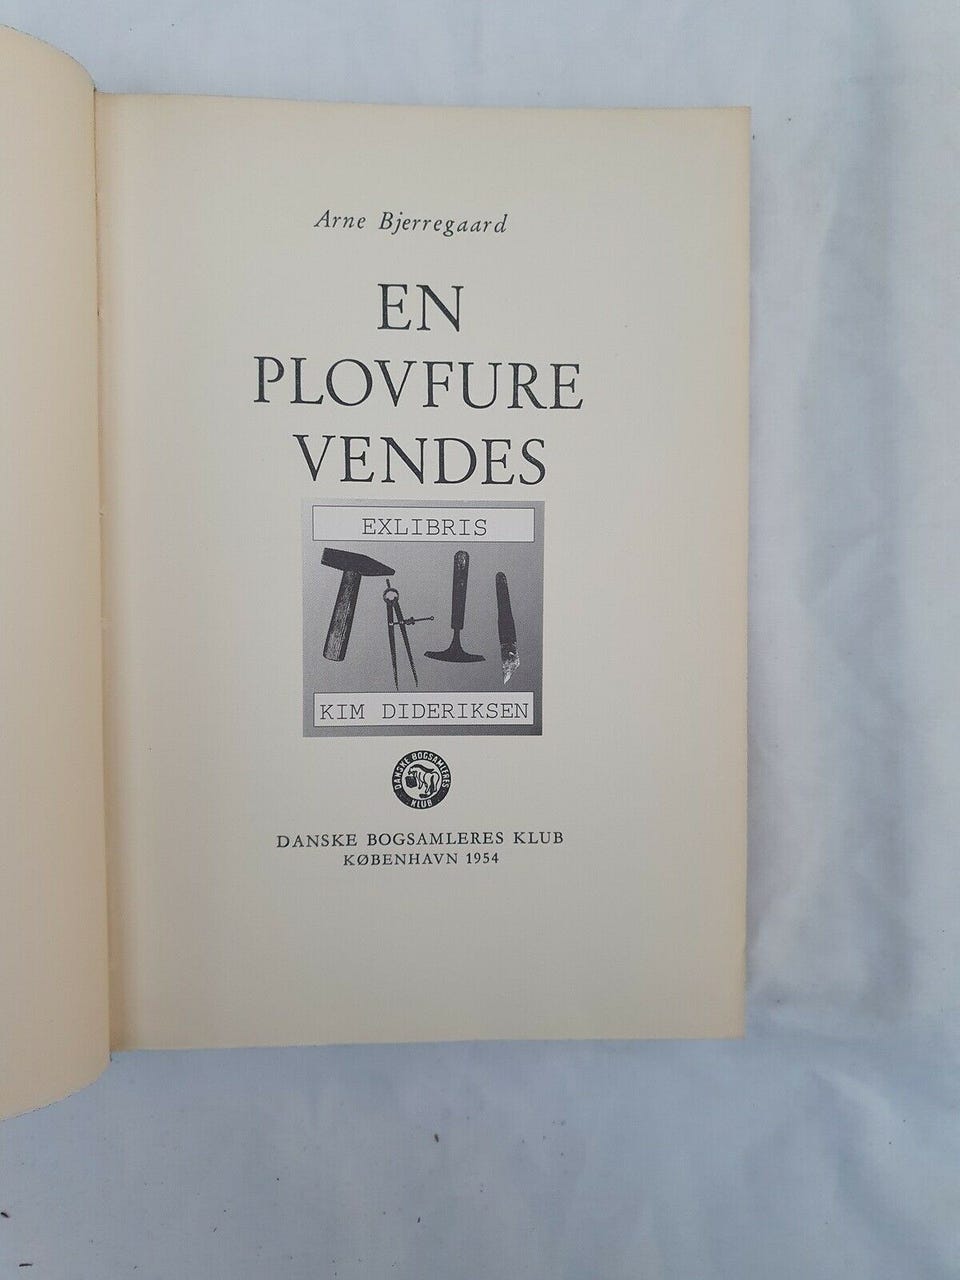 Arne Bjerregaard
EN
PLOVFURE
VENDES
EXLIBRIS
KIM DIDERIKSEN
DANSKE BOGSAMLERES
KLUB
DANSKE BOGSAMLERES KLUB
KØBENHAVN 1954